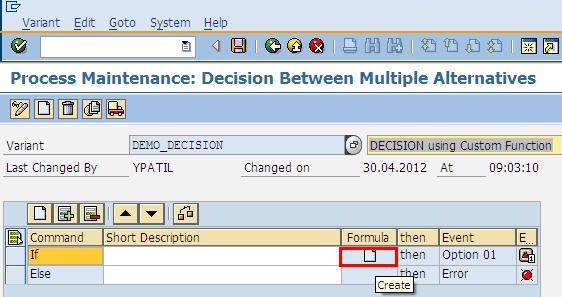 Variant Edit Goto System Help
Process Maintenance: Decision Between Multiple Alternatives
Variant DEMO_DECISION DECISION using Custom Function
Last Changed By YPATIL Changed on 30.04.2012 At 09:03:10
Command Short Description Formula then Event E...
If then Option 01
Else then Error
Create